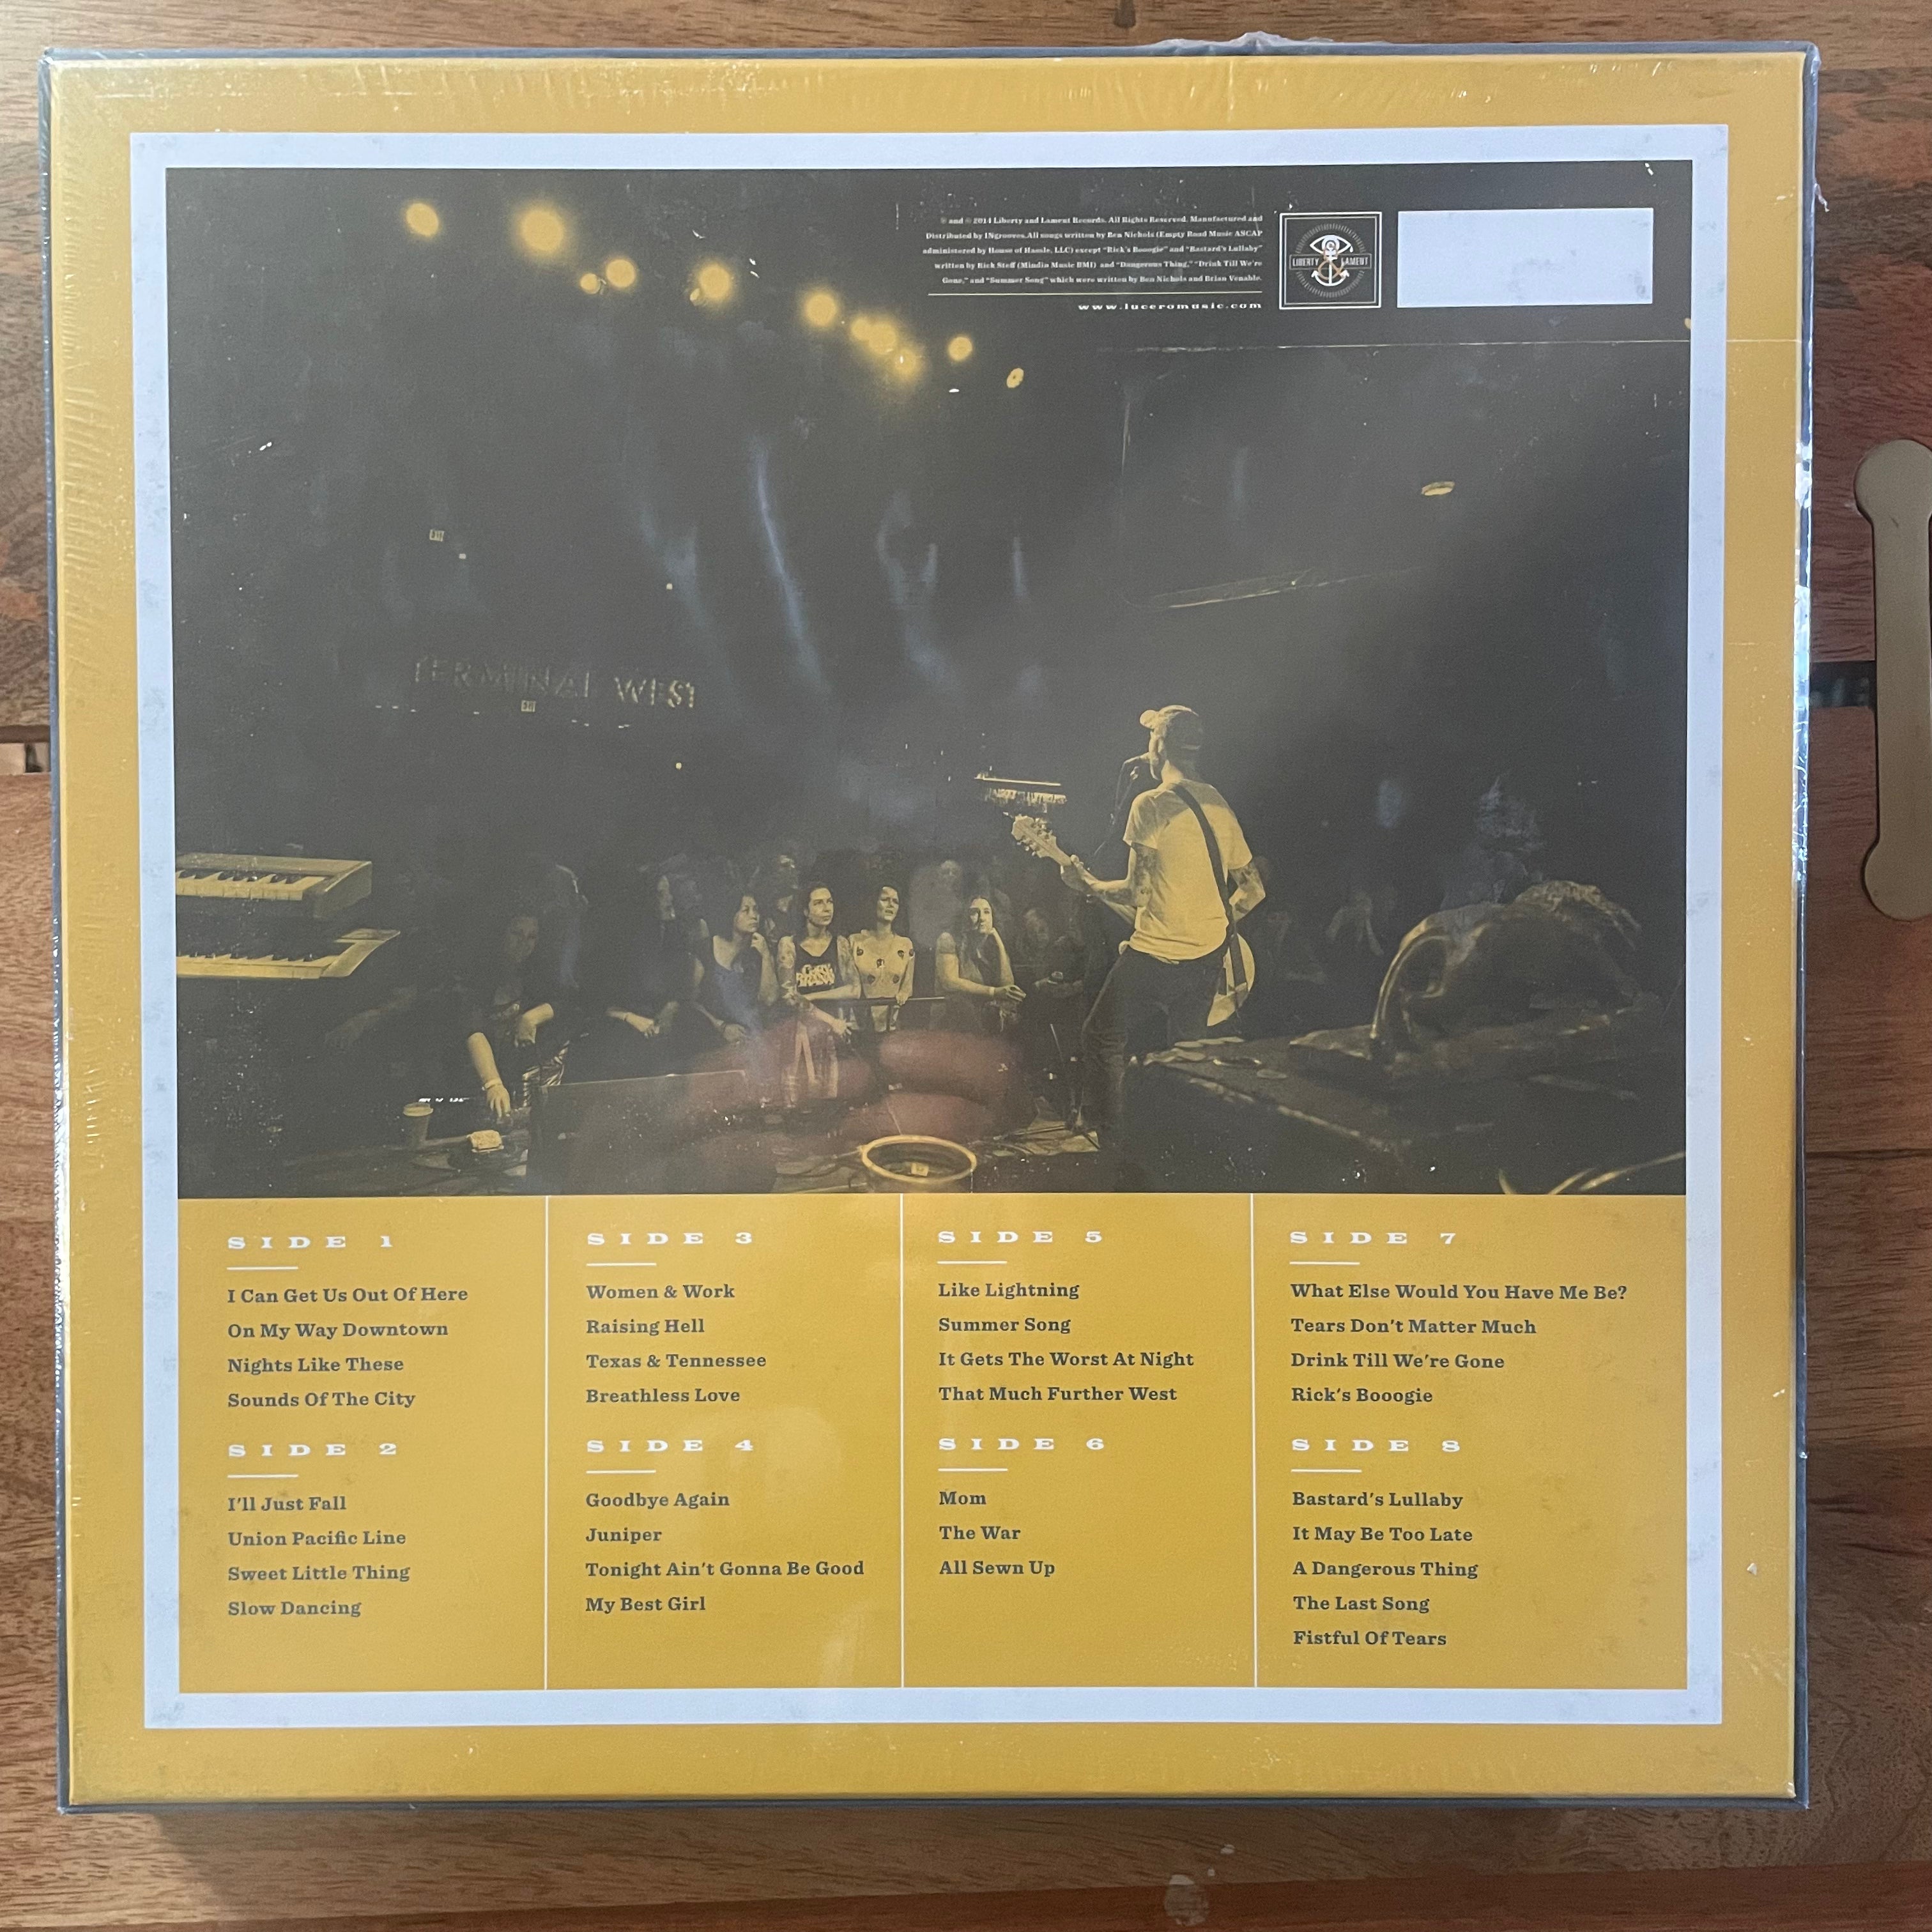 ℗ and © 2014 Liberty and Lament Records. All Rights Reserved. Manufactured and
Distributed by INgrooves. All songs written by Ben Nichols (Empty Road Music ASCAP
administered by House of Hassle, LLC) except "Rick's Booogie" and "Bastard's Lullaby"
written by Rick Steff (Mindin Music BMI) and "Dangerous Thing," "Drink Till We're
Gone," and "Summer Song" which were written by Ben Nichols and Brian Venable.
www.luceromusic.com
LIBERTY & LAMENT
EXIT
TERMINAL WEST
EXIT
SIDE 1
I Can Get Us Out Of Here
On My Way Downtown
Nights Like These
Sounds Of The City
SIDE 2
I'll Just Fall
Union Pacific Line
Sweet Little Thing
Slow Dancing
SIDE 3
Women & Work
Raising Hell
Texas & Tennessee
Breathless Love
SIDE 4
Goodbye Again
Juniper
Tonight Ain't Gonna Be Good
My Best Girl
SIDE 5
Like Lightning
Summer Song
It Gets The Worst At Night
That Much Further West
SIDE 6
Mom
The War
All Sewn Up
SIDE 7
What Else Would You Have Me Be?
Tears Don't Matter Much
Drink Till We're Gone
Rick's Booogie
SIDE 8
Bastard's Lullaby
It May Be Too Late
A Dangerous Thing
The Last Song
Fistful Of Tears